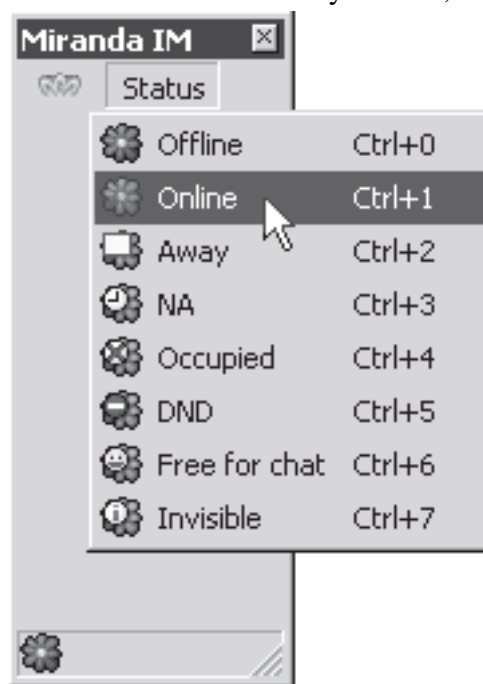 Miranda IM
Status
Offline Ctrl+0
Online Ctrl+1
Away Ctrl+2
NA Ctrl+3
Occupied Ctrl+4
DND Ctrl+5
Free for chat Ctrl+6
Invisible Ctrl+7